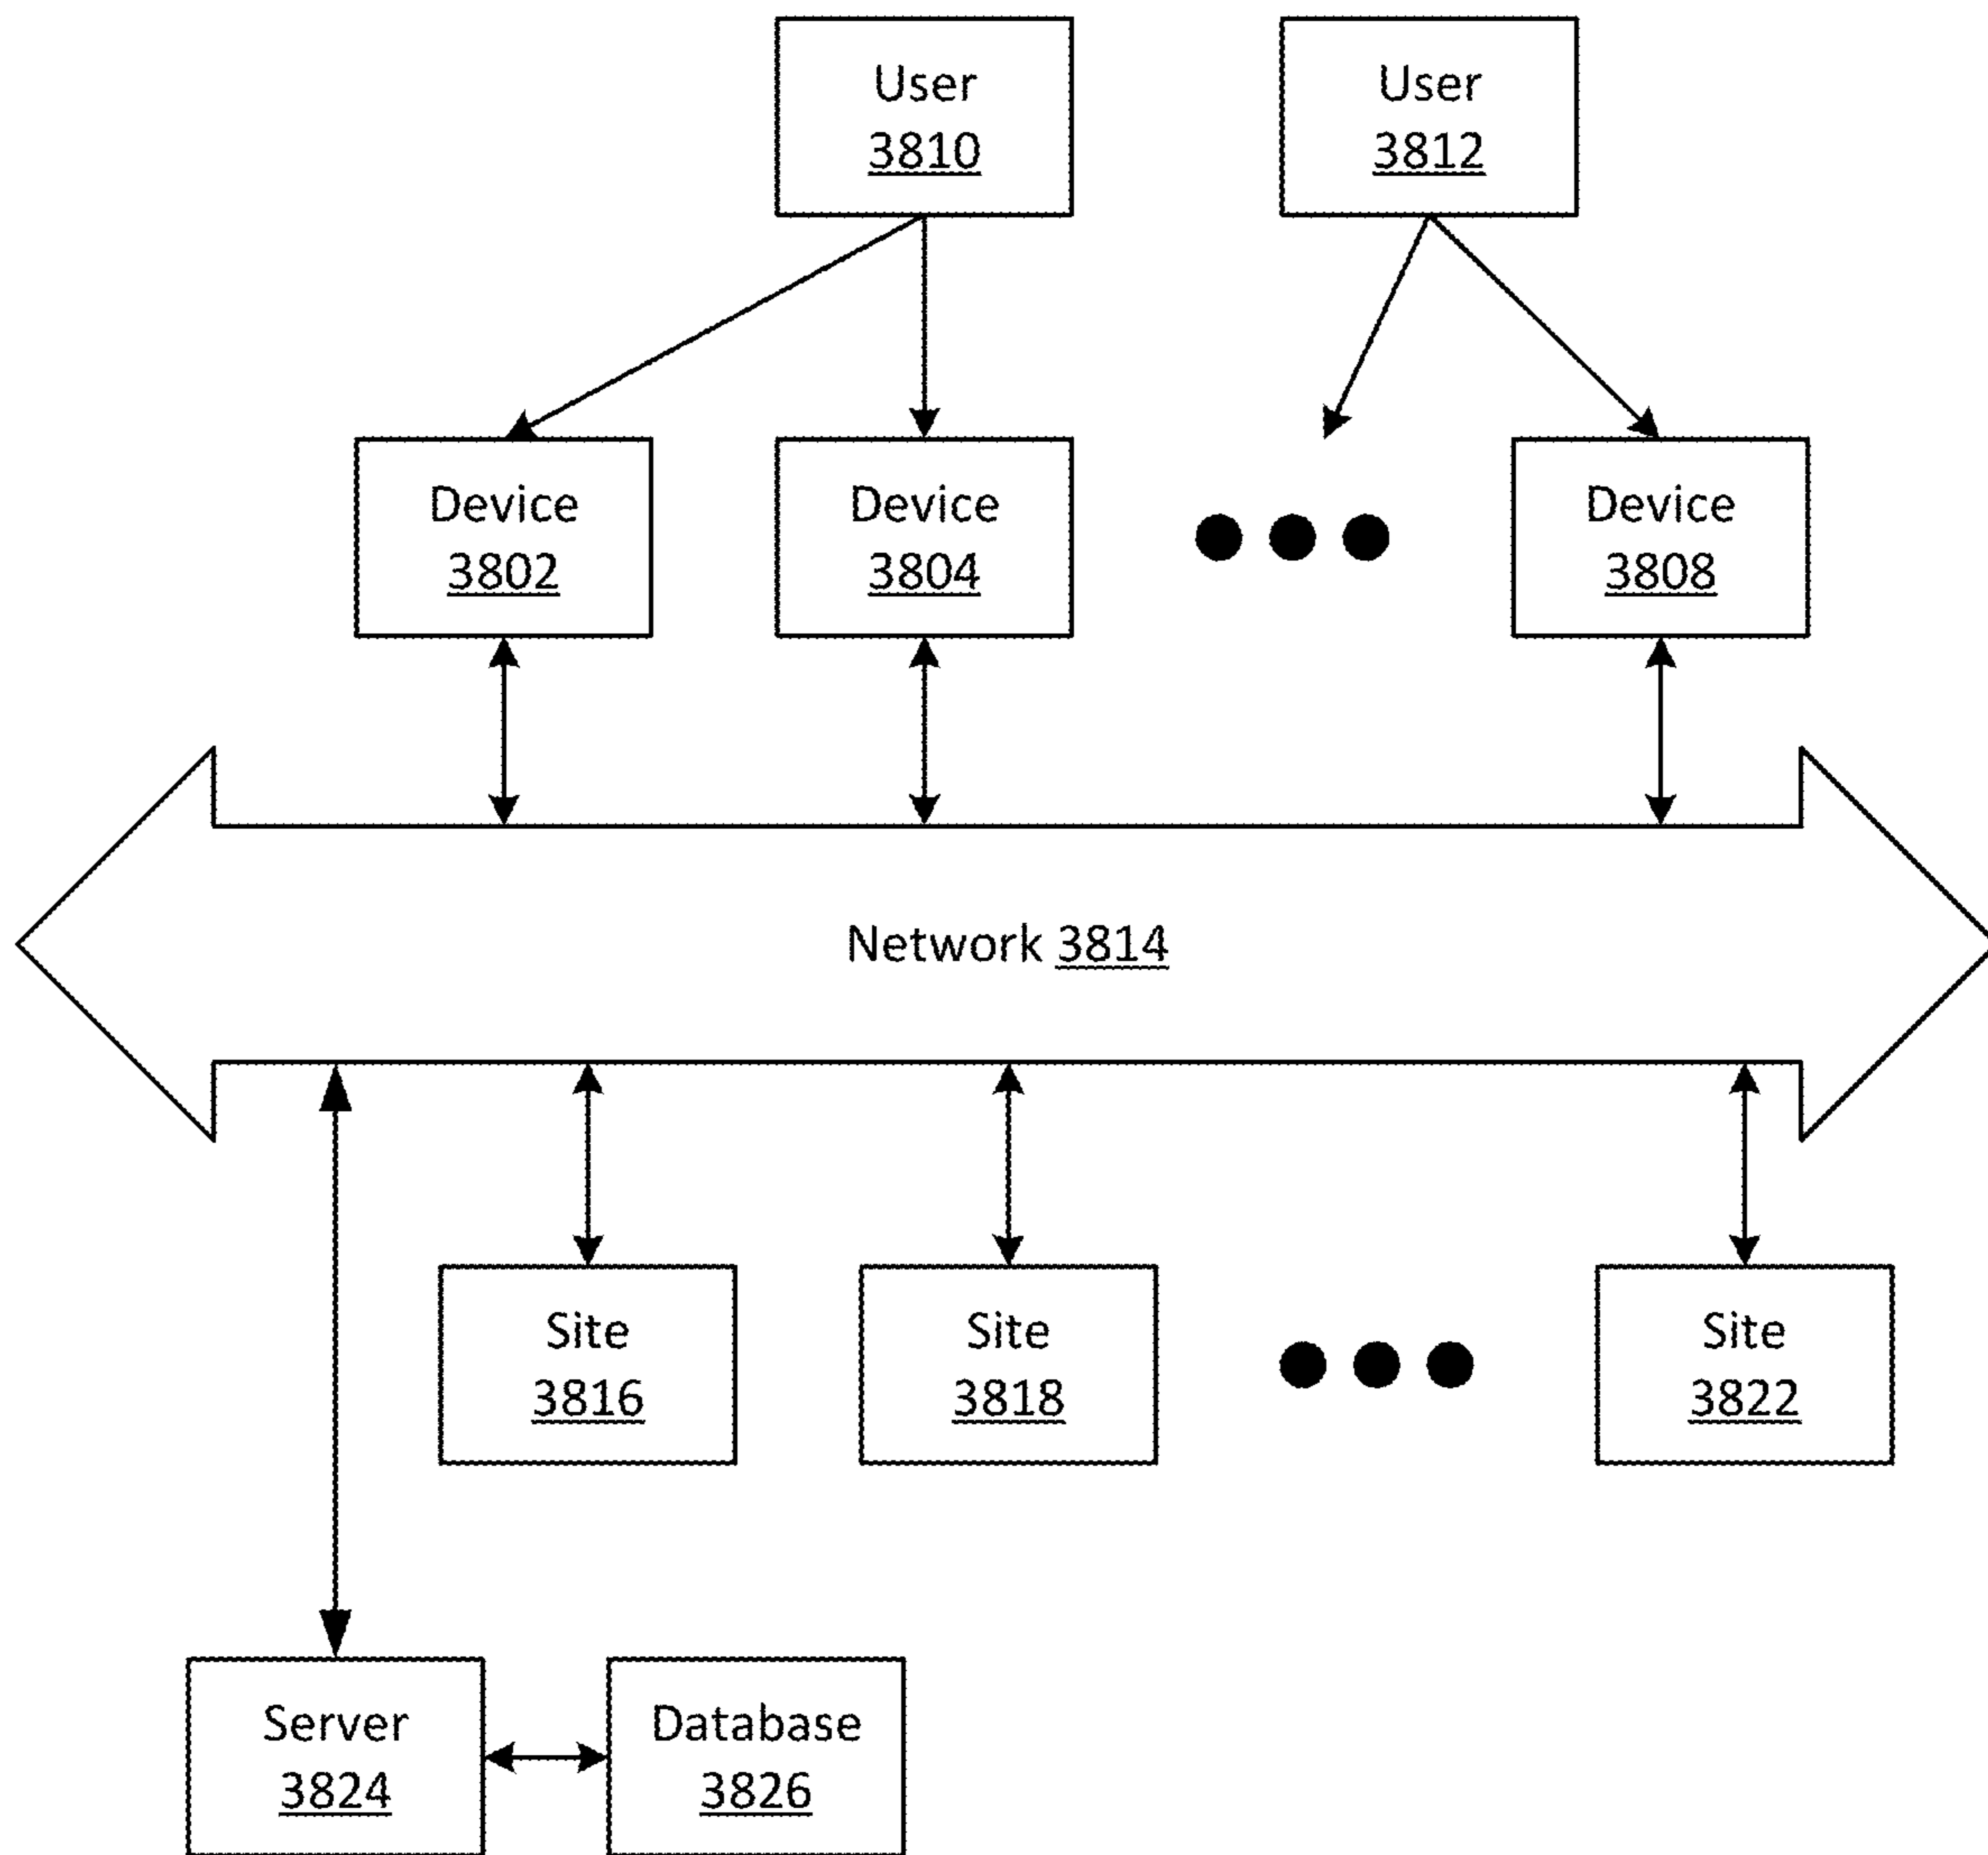 User
3810
User
3812
Device
3802
Device
3804
Device
3808
Network 3814
Site
3816
Site
3818
Site
3822
Server
3824
Database
3826